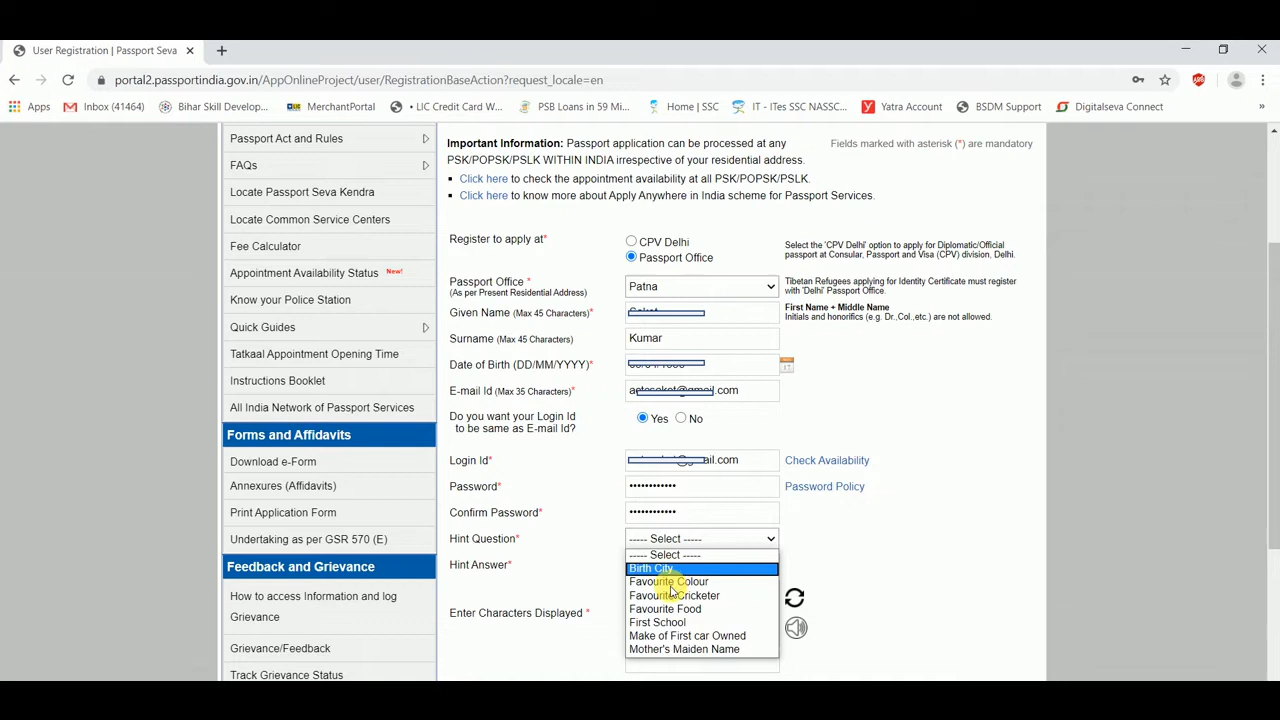 User Registration | Passport Seva
portal2.passportindia.gov.in/AppOnlineProject/user/RegistrationBaseAction?request_locale=en
Apps
Inbox (41464)
Bihar Skill Develop...
MerchantPortal
• LIC Credit Card W...
PSB Loans in 59 Mi...
Home | SSC
IT - ITes SSC NASSC...
Yatra Account
BSDM Support
Digitalseva Connect
»
Passport Act and Rules
FAQs
Locate Passport Seva Kendra
Locate Common Service Centers
Fee Calculator
Appointment Availability Status New!
Know your Police Station
Quick Guides
Tatkaal Appointment Opening Time
Instructions Booklet
All India Network of Passport Services
Forms and Affidavits
Download e-Form
Annexures (Affidavits)
Print Application Form
Undertaking as per GSR 570 (E)
Feedback and Grievance
How to access Information and log
Grievance
Grievance/Feedback
Track Grievance Status
Important Information: Passport application can be processed at any
PSK/POPSK/PSLK WITHIN INDIA irrespective of your residential address.
Fields marked with asterisk (*) are mandatory
Click here to check the appointment availability at all PSK/POPSK/PSLK.
Click here to know more about Apply Anywhere in India scheme for Passport Services.
Register to apply at*
CPV Delhi
Passport Office
Select the 'CPV Delhi' option to apply for Diplomatic/Official
passport at Consular, Passport and Visa (CPV) division, Delhi.
Passport Office *
(As per Present Residential Address)
Patna
Tibetan Refugees applying for Identity Certificate must register
with 'Delhi' Passport Office.
Given Name (Max 45 Characters)*
First Name + Middle Name
Initials and honorifics (e.g. Dr.,Col.,etc.) are not allowed.
Surname (Max 45 Characters)
Kumar
Date of Birth (DD/MM/YYYY)*
E-mail Id (Max 35 Characters)*
.com
Do you want your Login Id
to be same as E-mail Id?
Yes
No
Login Id*
ail.com
Check Availability
Password*
••••••••••••
Password Policy
Confirm Password*
••••••••••••
Hint Question*
----- Select -----
----- Select -----
Birth City
Favourite Colour
Favourite Cricketer
Favourite Food
First School
Make of First car Owned
Mother's Maiden Name
Hint Answer*
Enter Characters Displayed *